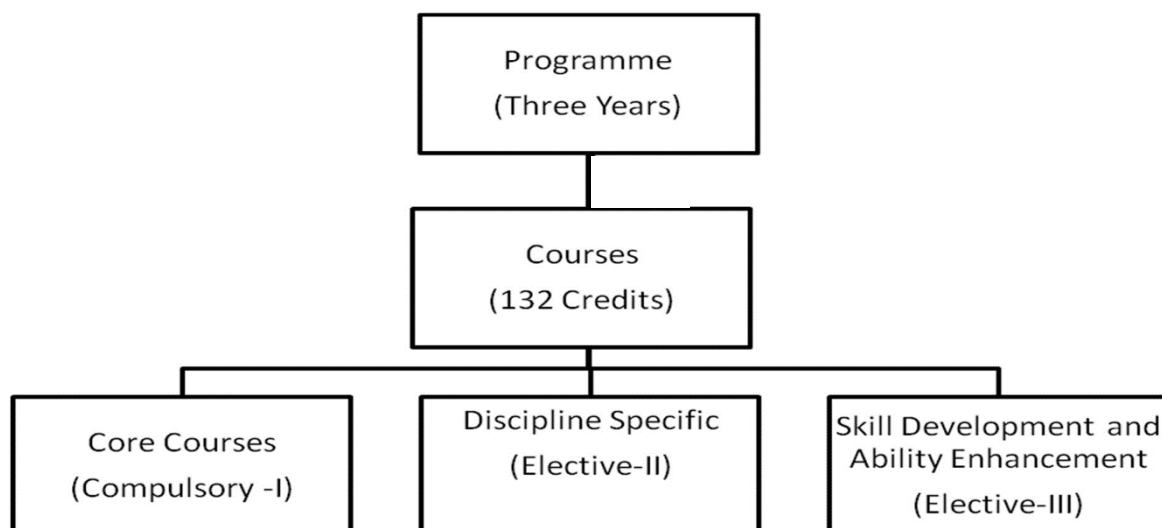 Programme
(Three Years)
Courses
(132 Credits)
Core Courses
(Compulsory -I)
Discipline Specific
(Elective-II)
Skill Development and
Ability Enhancement
(Elective-III)